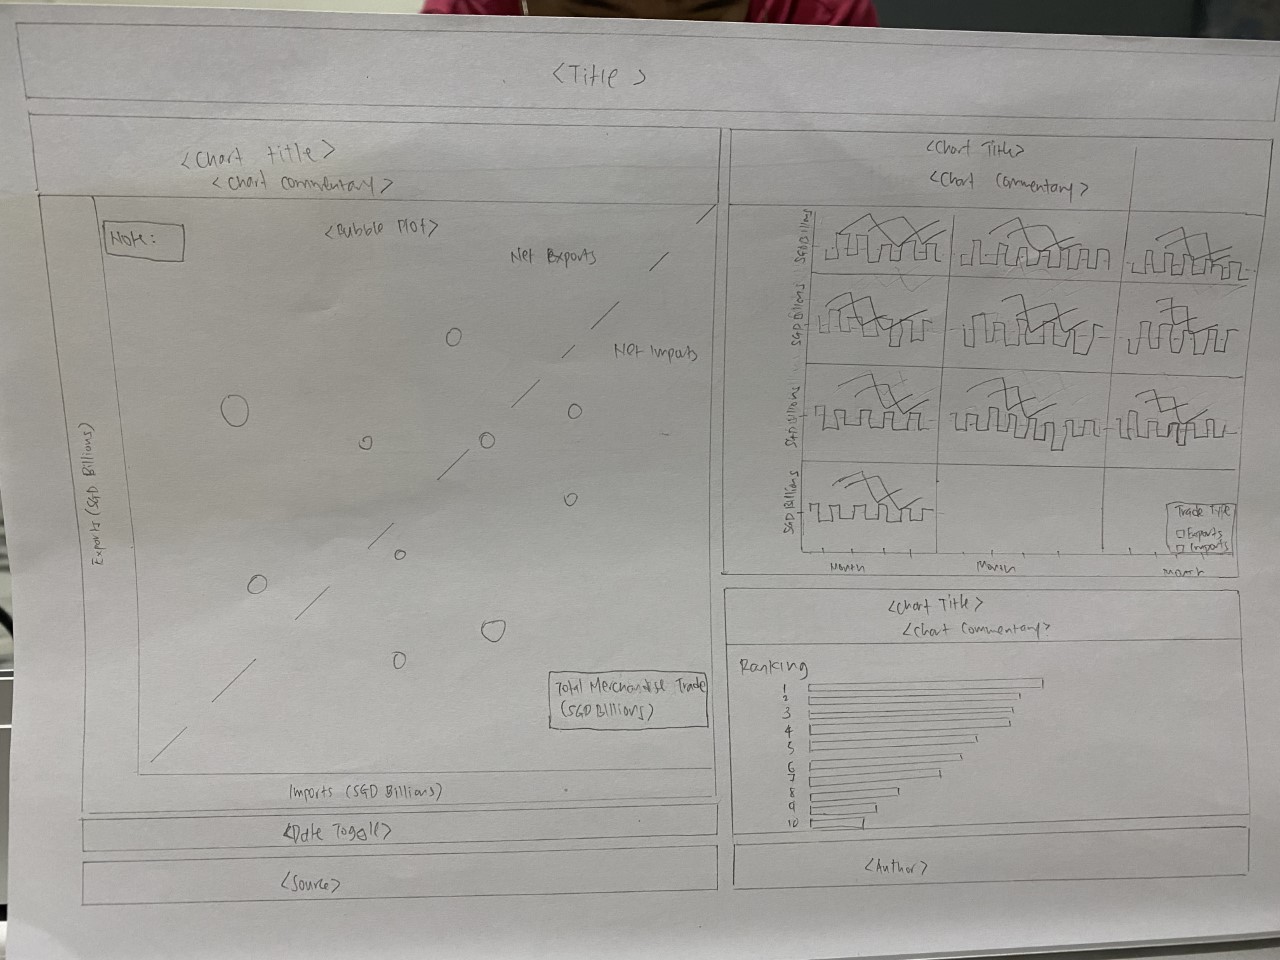 <Title>
<Chart Title>
<Chart Commentary>
Note:
<Bubble Plot>
Net Exports
Net Imports
Exports (SGD Billions)
Total Merchandise Trade
(SGD Billions)
Imports (SGD Billions)
<Date Toggle>
<Source>
<Chart Title>
<Chart Commentary>
SGD Billions
SGD Billions
SGD Billions
SGD Billions
Trade Type
Exports
Imports
Month
Month
Month
<Chart Title>
<Chart Commentary>
Ranking
1
2
3
4
5
6
7
8
9
10
<Author>